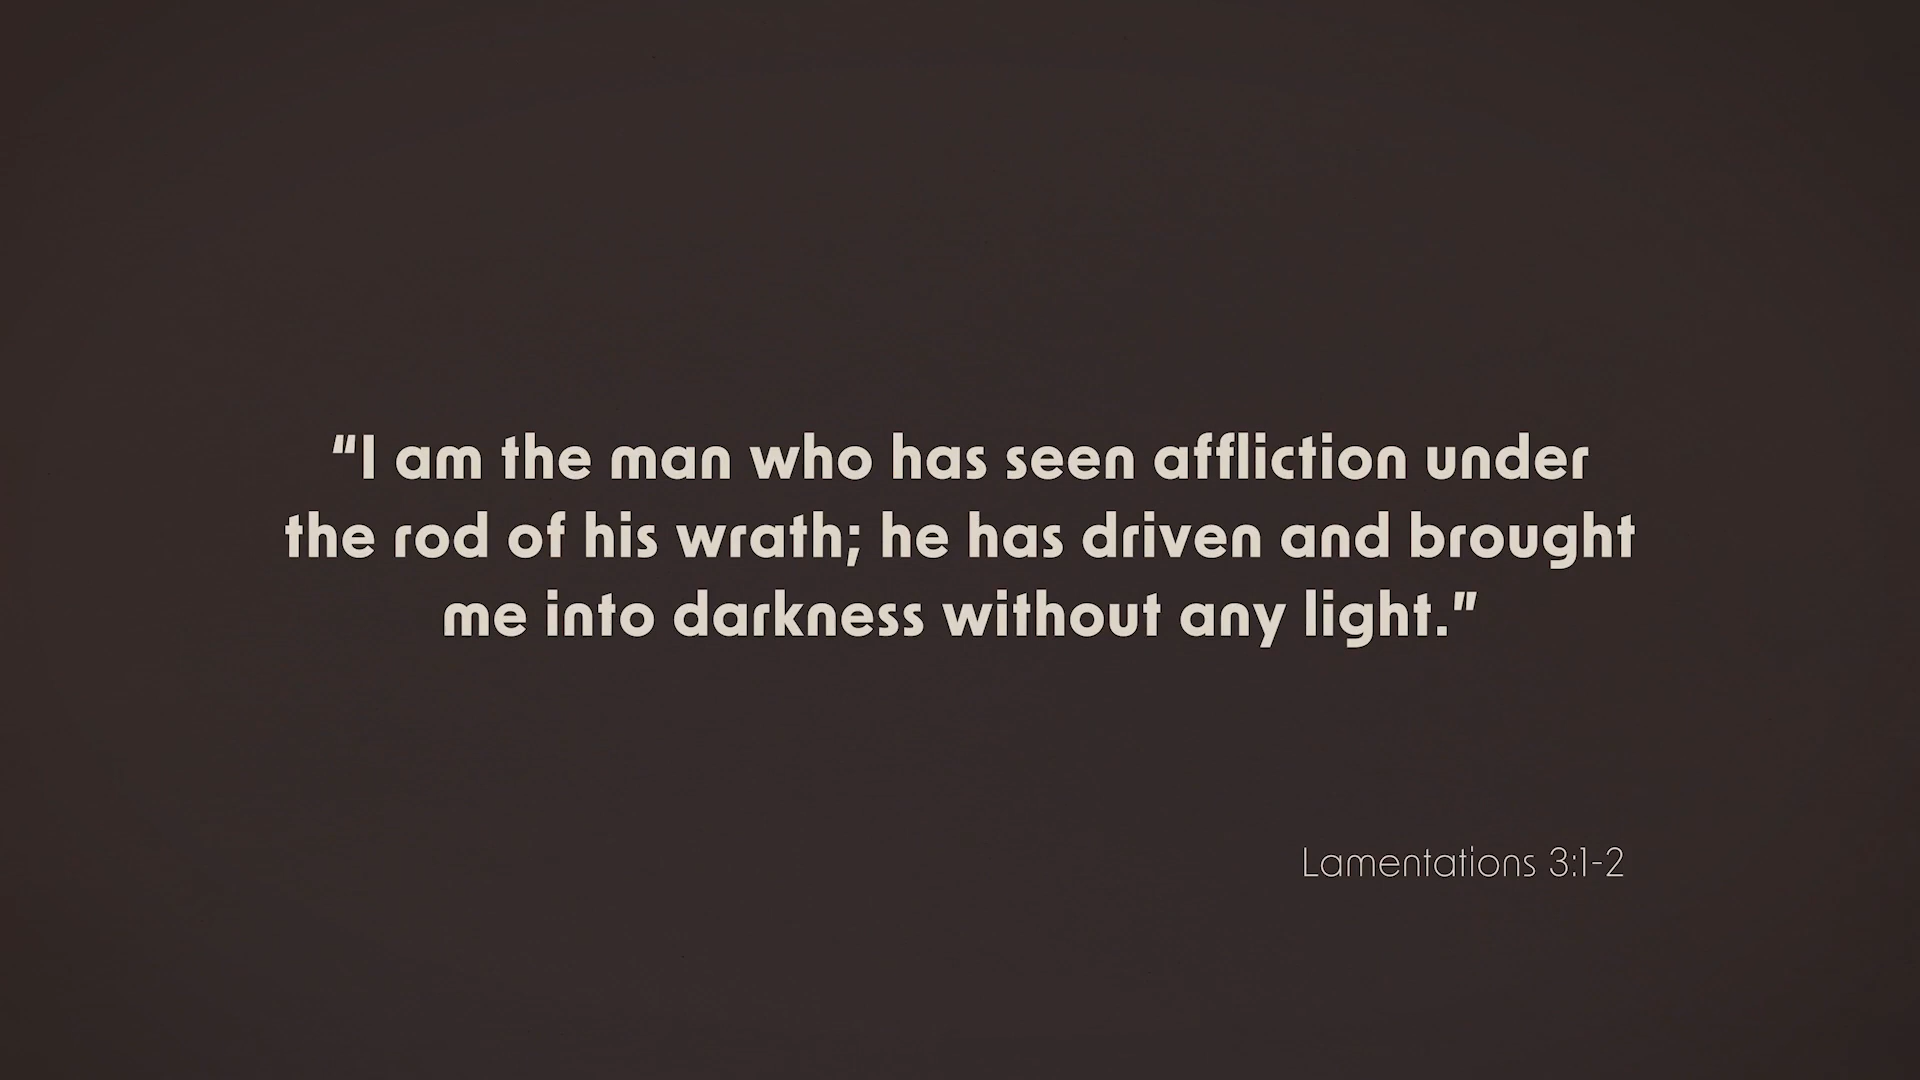 “I am the man who has seen affliction under
the rod of his wrath; he has driven and brought
me into darkness without any light.”
Lamentations 3:1-2